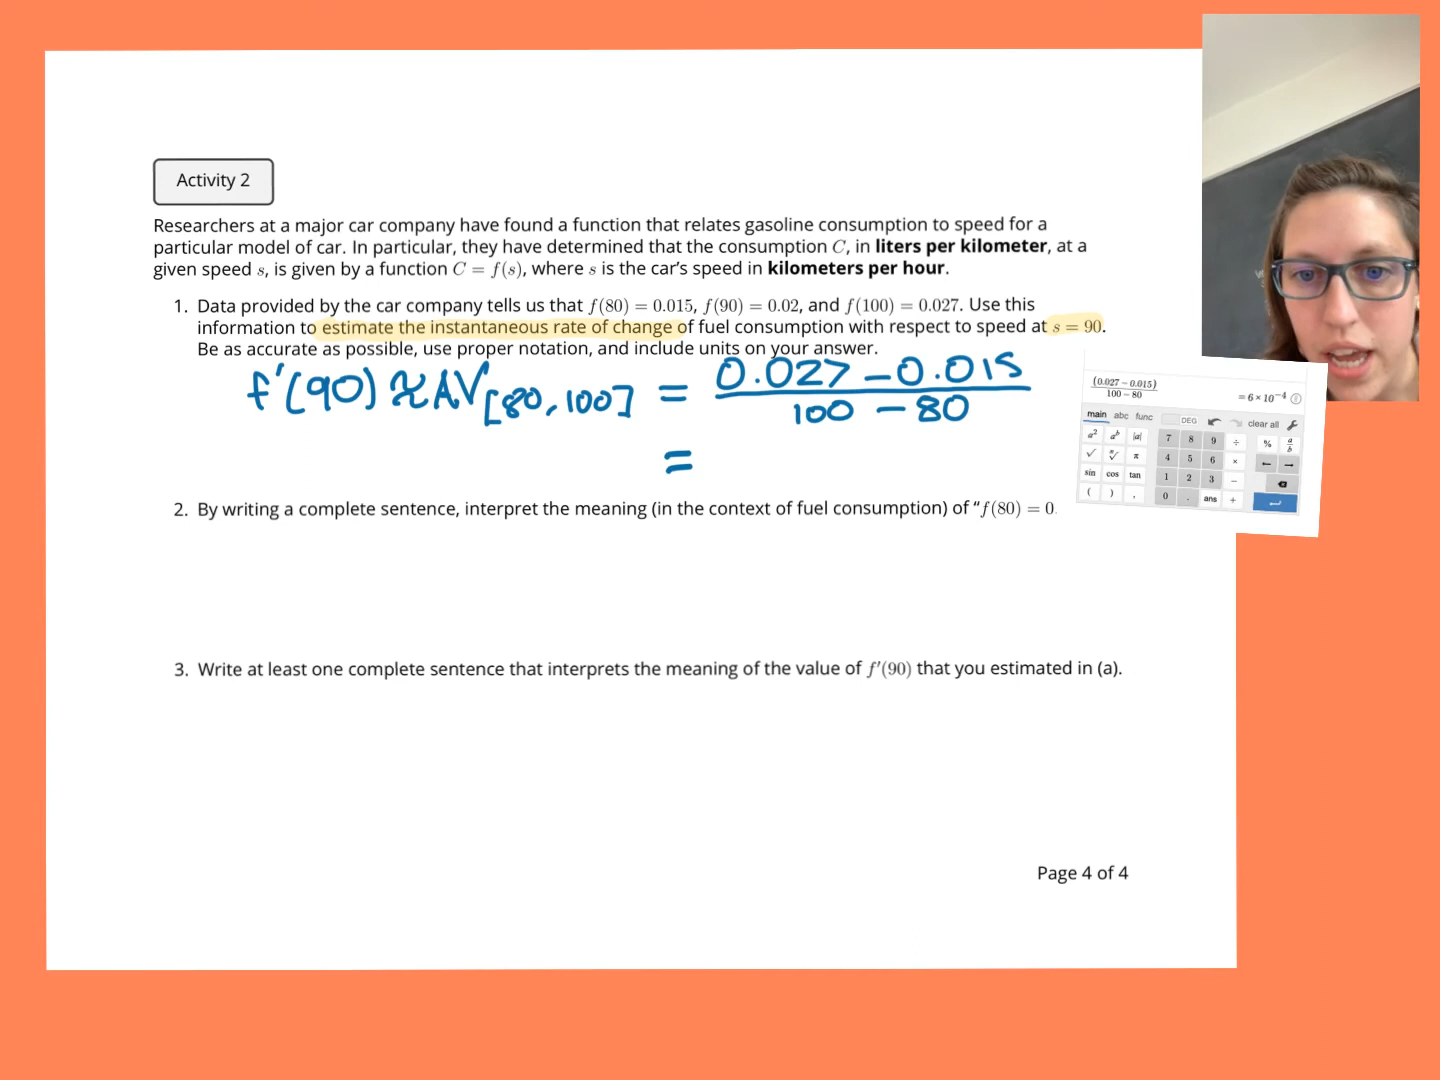 Activity 2
Researchers at a major car company have found a function that relates gasoline consumption to speed for a
particular model of car. In particular, they have determined that the consumption C, in liters per kilometer, at a
given speed s, is given by a function C = f(s), where s is the car's speed in kilometers per hour.
1. Data provided by the car company tells us that f(80) = 0.015, f(90) = 0.02, and f(100) = 0.027. Use this
information to estimate the instantaneous rate of change of fuel consumption with respect to speed at s = 90.
Be as accurate as possible, use proper notation, and include units on your answer.
f'(90) ≈ AV[80, 100] = (0.027 - 0.015) / (100 - 80)
=
(0.027 - 0.015) / (100 - 80) = 6 × 10^-4
main abc func DEG clear all
a² a^b |a| 7 8 9 ÷ % a/b
√ ⁿ√ π 4 5 6 × ← →
sin cos tan 1 2 3 −
( ) , 0 . ans +
2. By writing a complete sentence, interpret the meaning (in the context of fuel consumption) of "f(80) = 0.
3. Write at least one complete sentence that interprets the meaning of the value of f'(90) that you estimated in (a).
Page 4 of 4